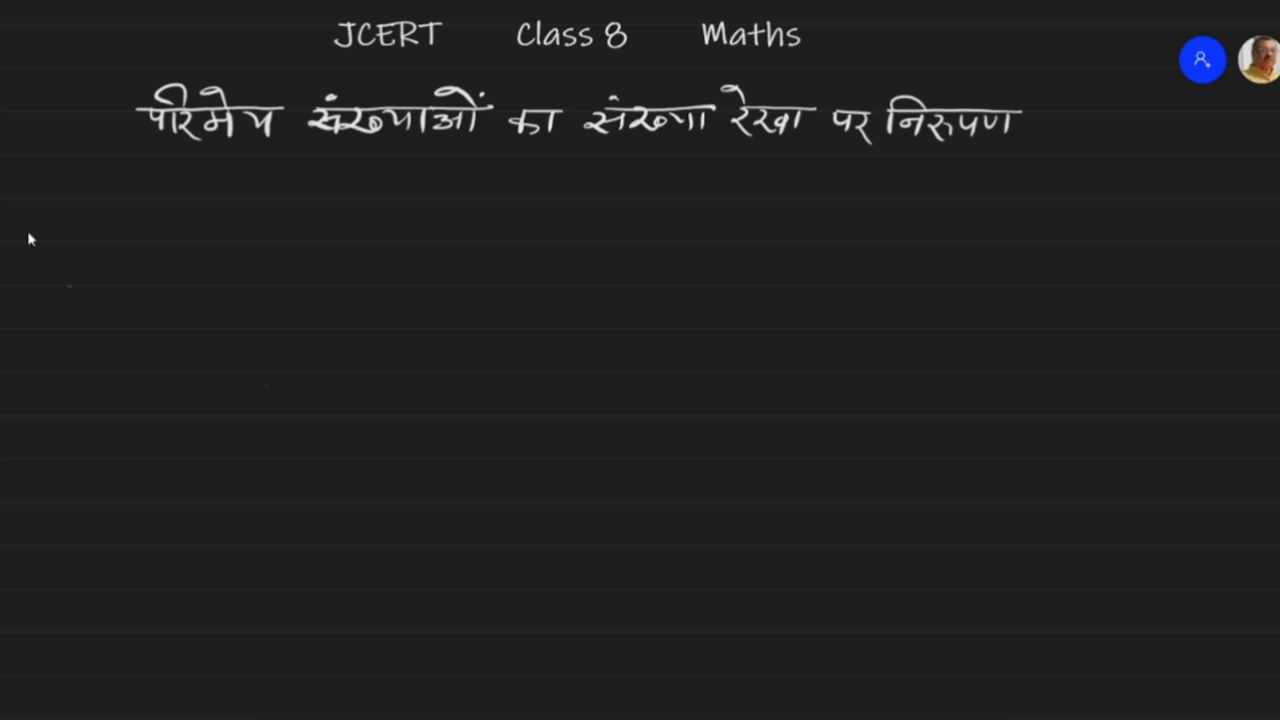 JCERT Class 8 Maths
परिमेय संख्याओं का संख्या रेखा पर निरुपण